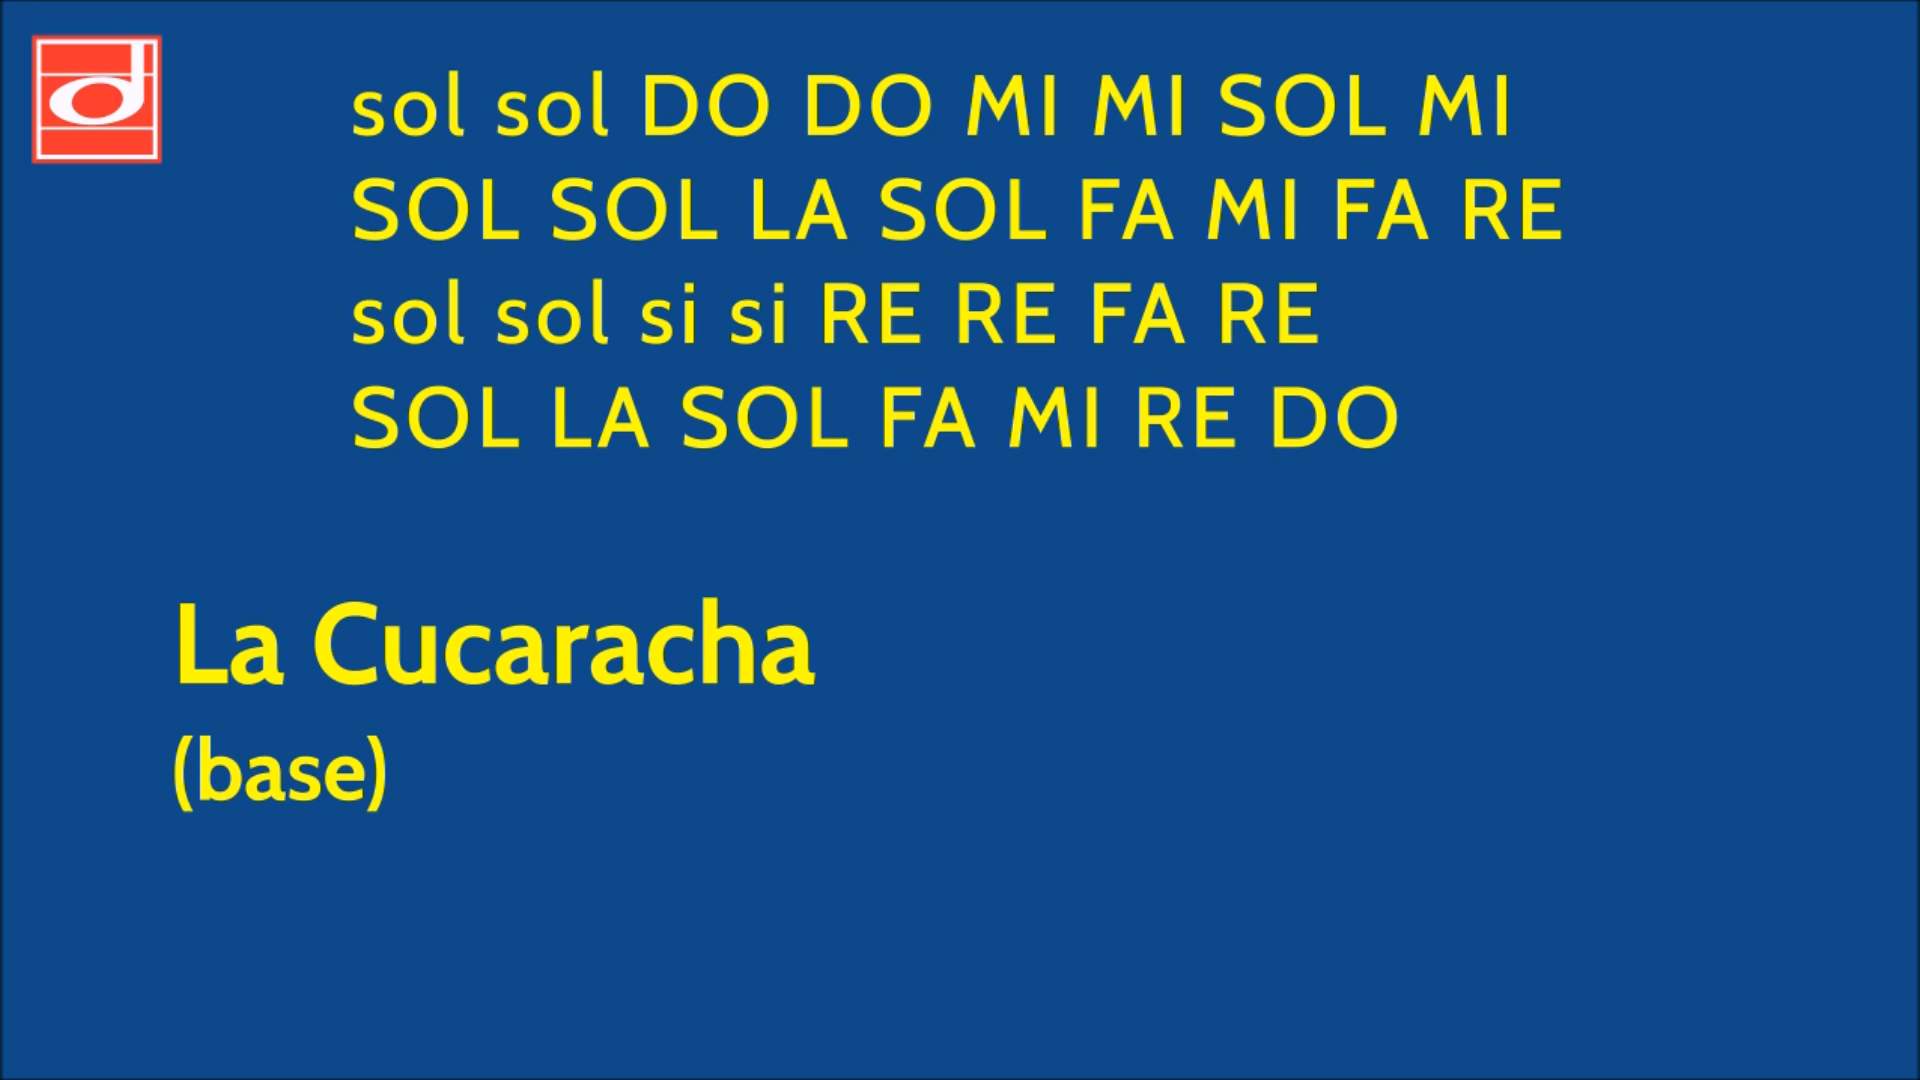 sol sol DO DO MI MI SOL MI
SOL SOL LA SOL FA MI FA RE
sol sol si si RE RE FA RE
SOL LA SOL FA MI RE DO
La Cucaracha
(base)